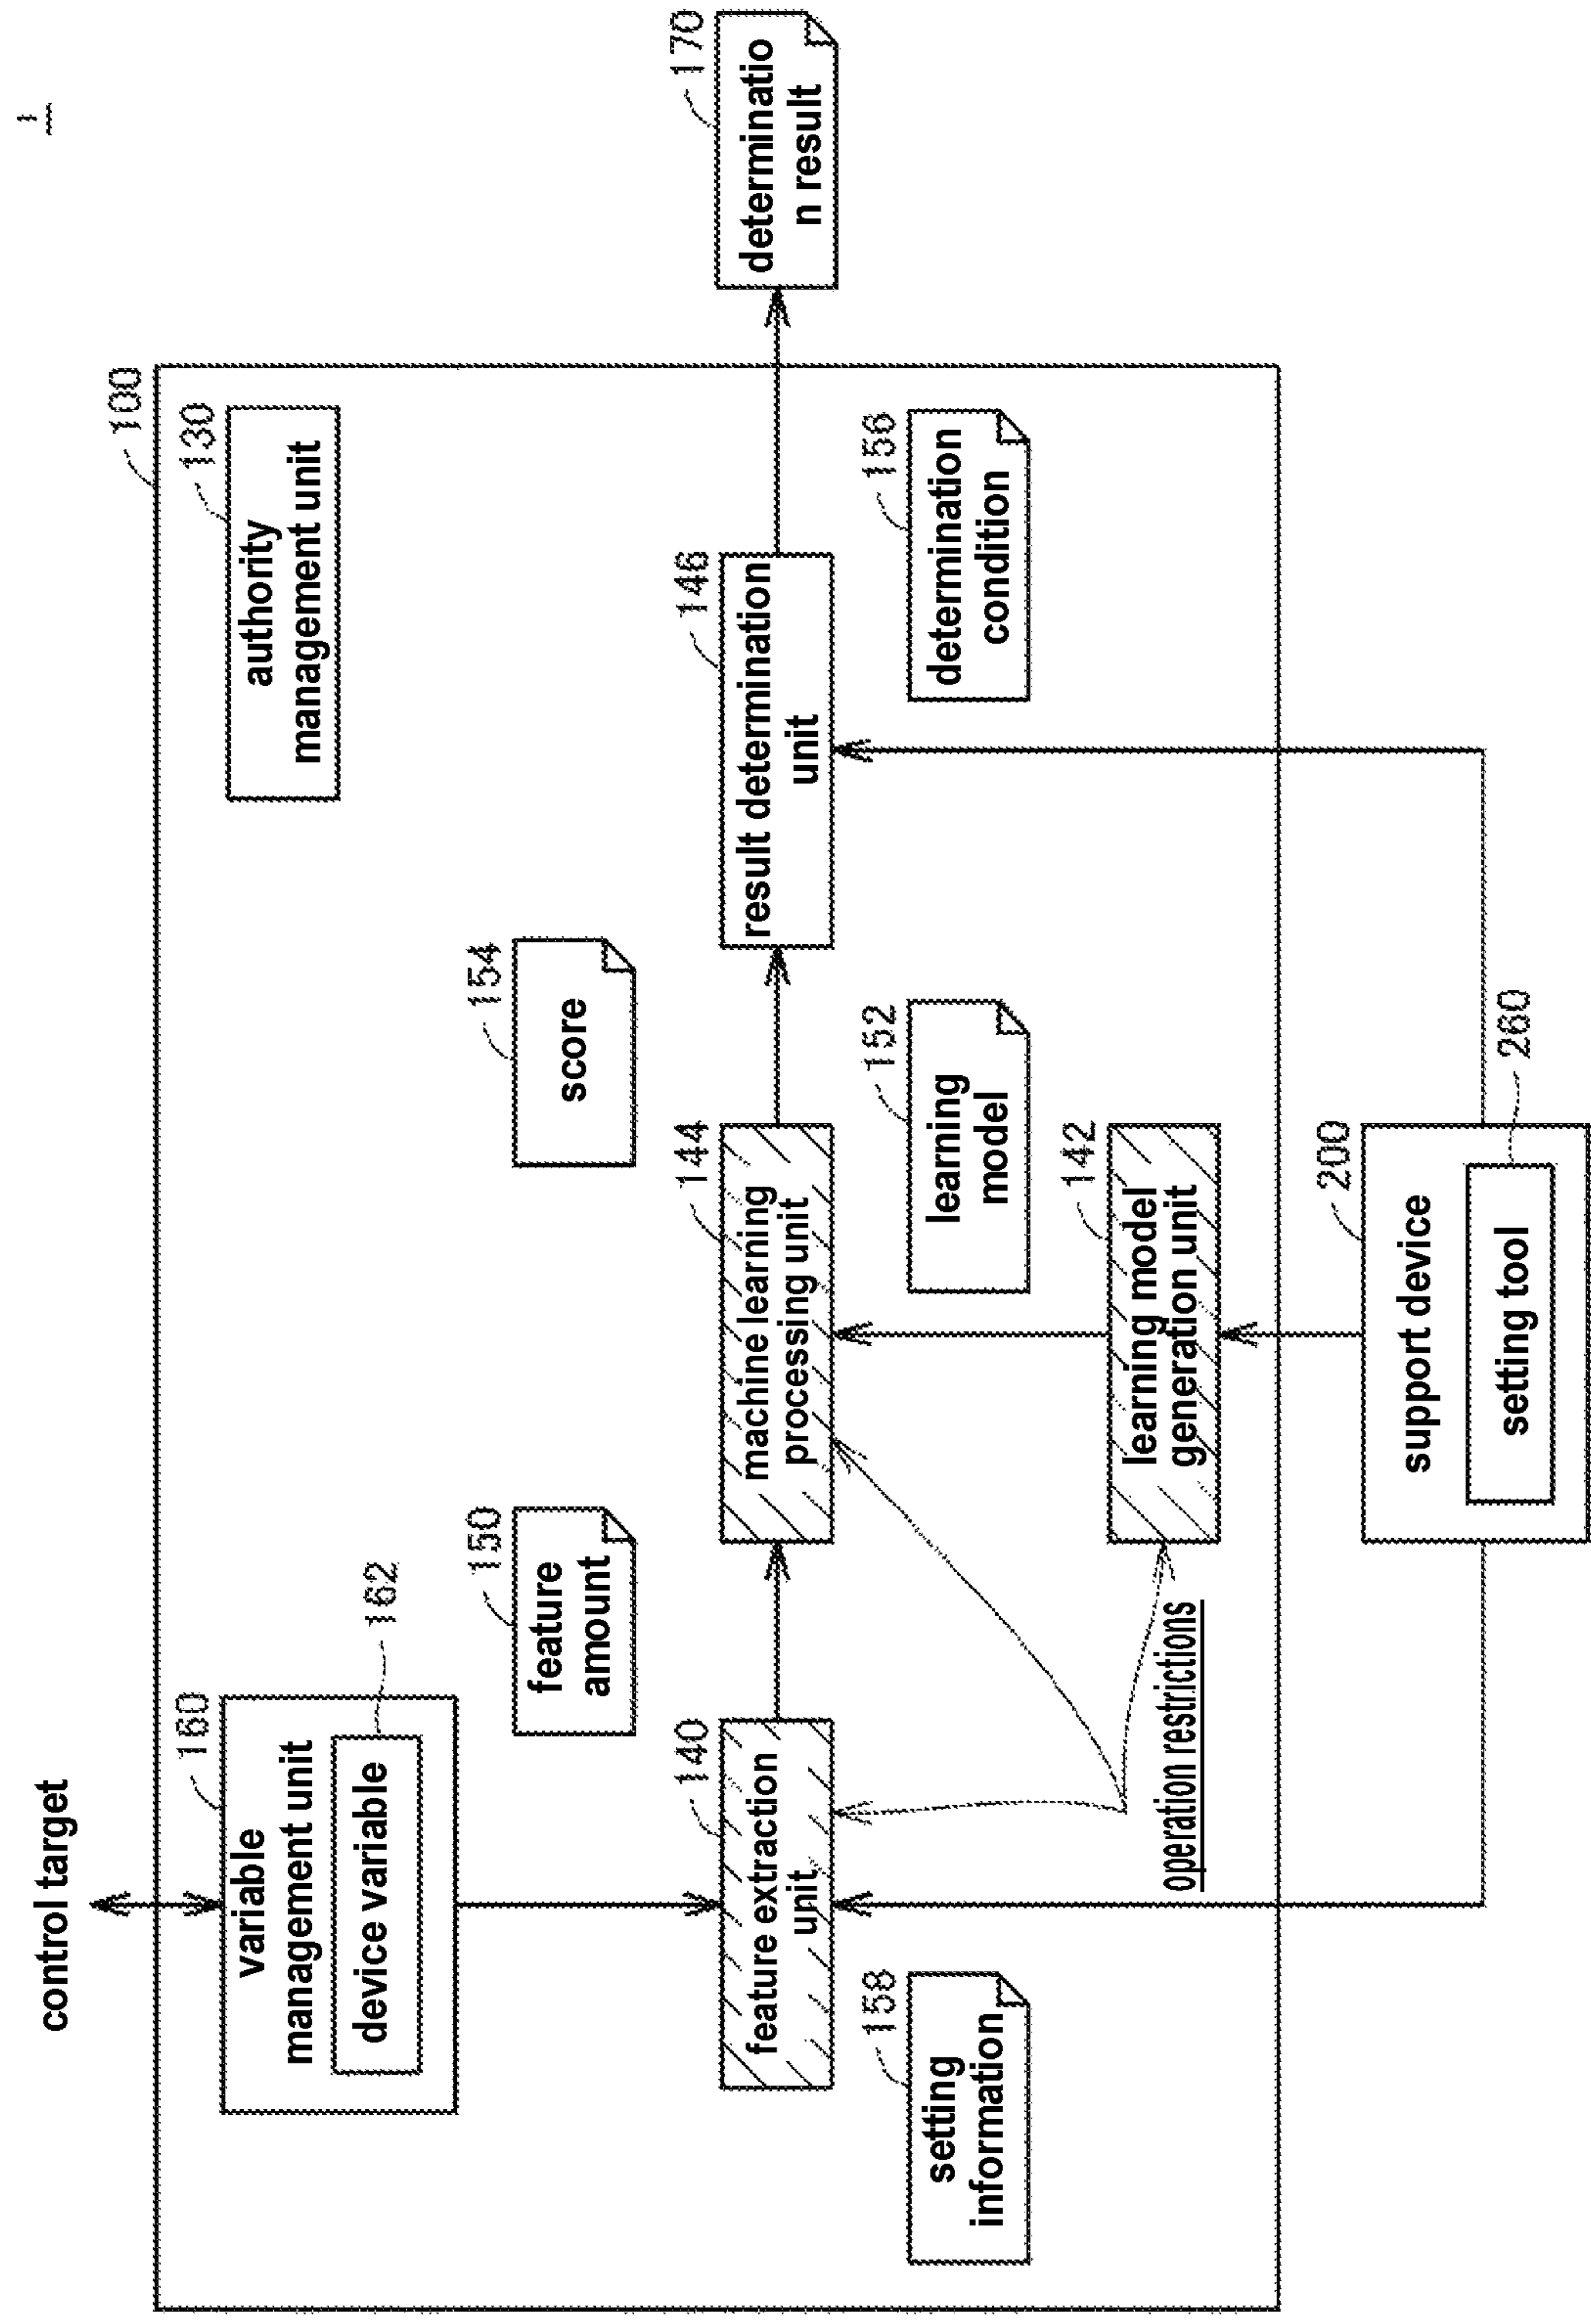 1
control target
100
160
variable
management unit
162
device variable
130
authority
management unit
150
feature
amount
154
score
140
feature extraction
unit
144
machine learning
processing unit
146
result determination
unit
170
determinatio
n result
158
setting
information
152
learning
model
156
determination
condition
operation restrictions
142
learning model
generation unit
200
support device
260
setting tool